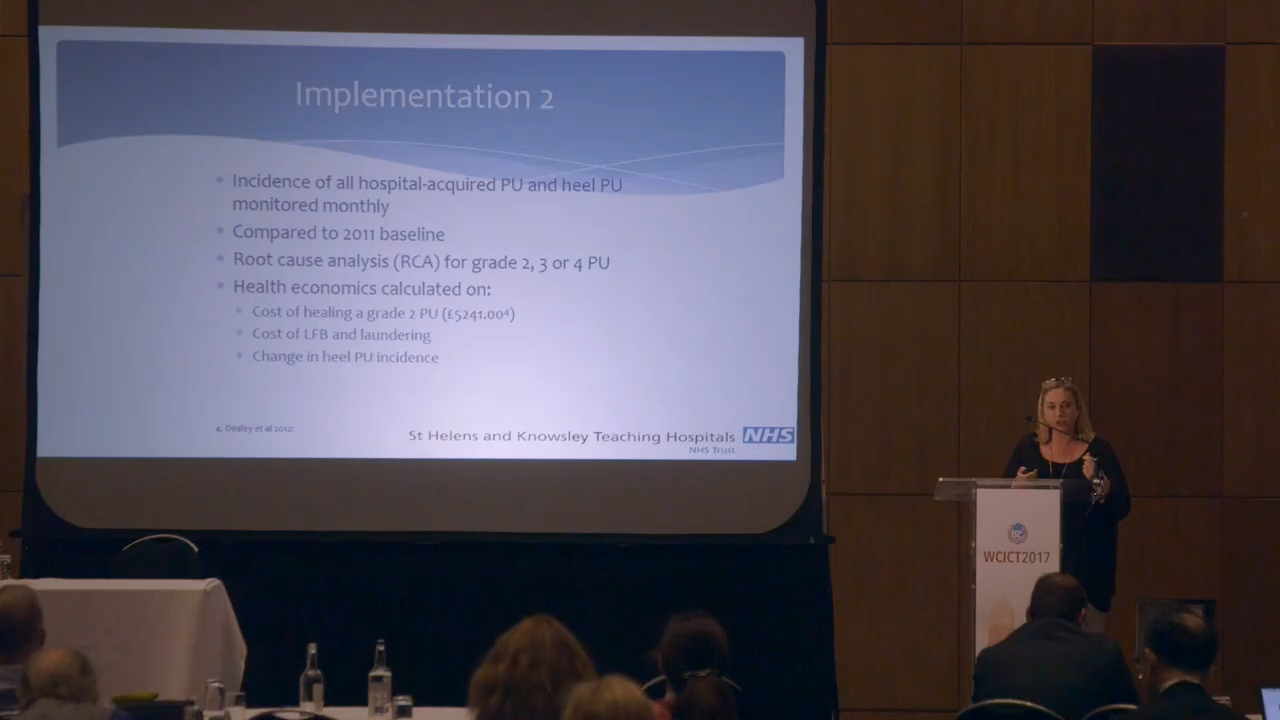 Implementation 2
* Incidence of all hospital-acquired PU and heel PU
monitored monthly
* Compared to 2011 baseline
* Root cause analysis (RCA) for grade 2, 3 or 4 PU
* Health economics calculated on:
* Cost of healing a grade 2 PU (£5241.00⁴)
* Cost of LFB and laundering
* Change in heel PU incidence
4. Dealey et al 2012
St Helens and Knowsley Teaching Hospitals NHS
NHS Trust
WCICT2017